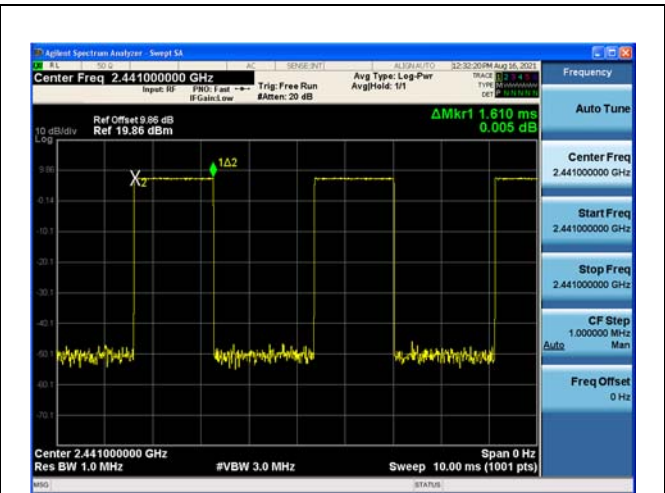 Agilent Spectrum Analyzer - Swept SA
RL 50 Ω AC SENSE:INT ALIGN AUTO 12:32:20 PM Aug 16, 2021
Center Freq 2.441000000 GHz
Input: RF PNO: Fast Trig: Free Run Avg Type: Log-Pwr TRACE 1 2 3 4 5 6
IFGain:Low #Atten: 20 dB Avg|Hold: 1/1 TYPE
DET P N N N N N
Frequency
Auto Tune
Ref Offset 9.86 dB
ΔMkr1 1.610 ms
10 dB/div Ref 19.86 dBm
0.005 dB
Log
9.86
-0.14
-10.1
-20.1
-30.1
-40.1
-50.1
-60.1
-70.1
X2
1Δ2
Center Freq
2.441000000 GHz
Start Freq
2.441000000 GHz
Stop Freq
2.441000000 GHz
CF Step
1.000000 MHz
Auto Man
Freq Offset
0 Hz
Center 2.441000000 GHz Span 0 Hz
Res BW 1.0 MHz #VBW 3.0 MHz Sweep 10.00 ms (1001 pts)
MSG STATUS